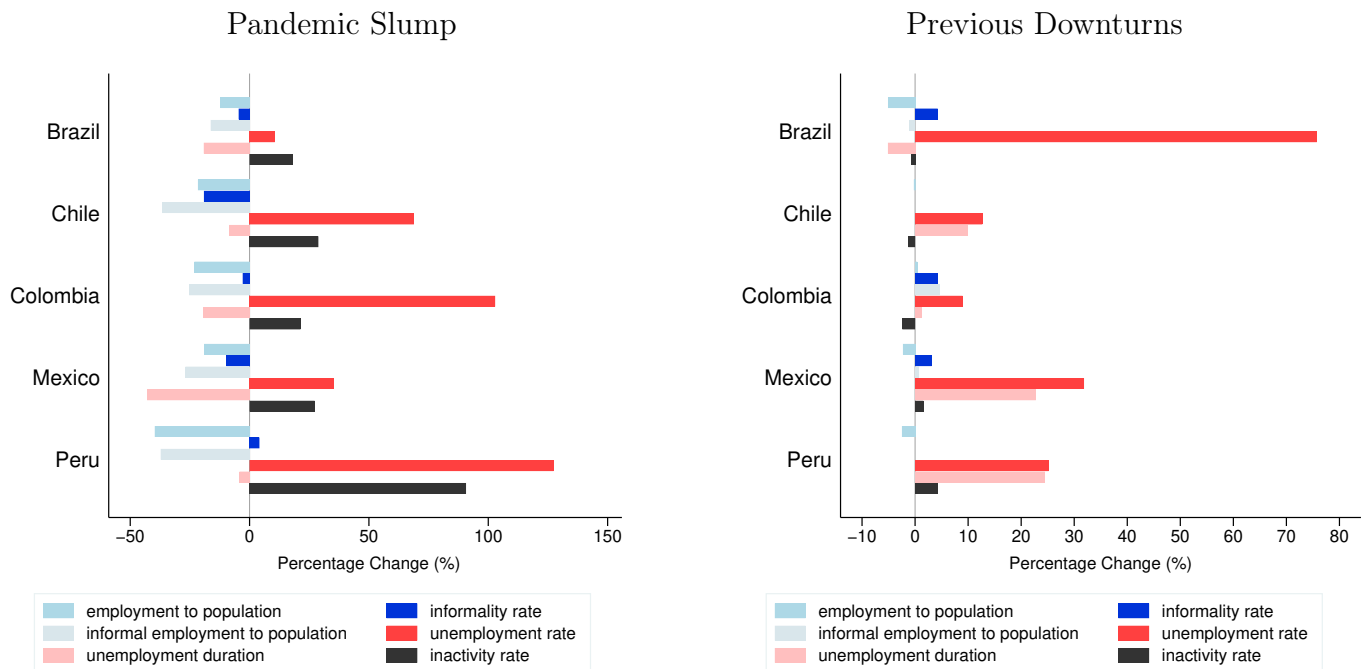 Pandemic Slump
Brazil
Chile
Colombia
Mexico
Peru
−50 0 50 100 150
Percentage Change (%)
employment to population informality rate
informal employment to population unemployment rate
unemployment duration inactivity rate
Previous Downturns
Brazil
Chile
Colombia
Mexico
Peru
−10 0 10 20 30 40 50 60 70 80
Percentage Change (%)
employment to population informality rate
informal employment to population unemployment rate
unemployment duration inactivity rate